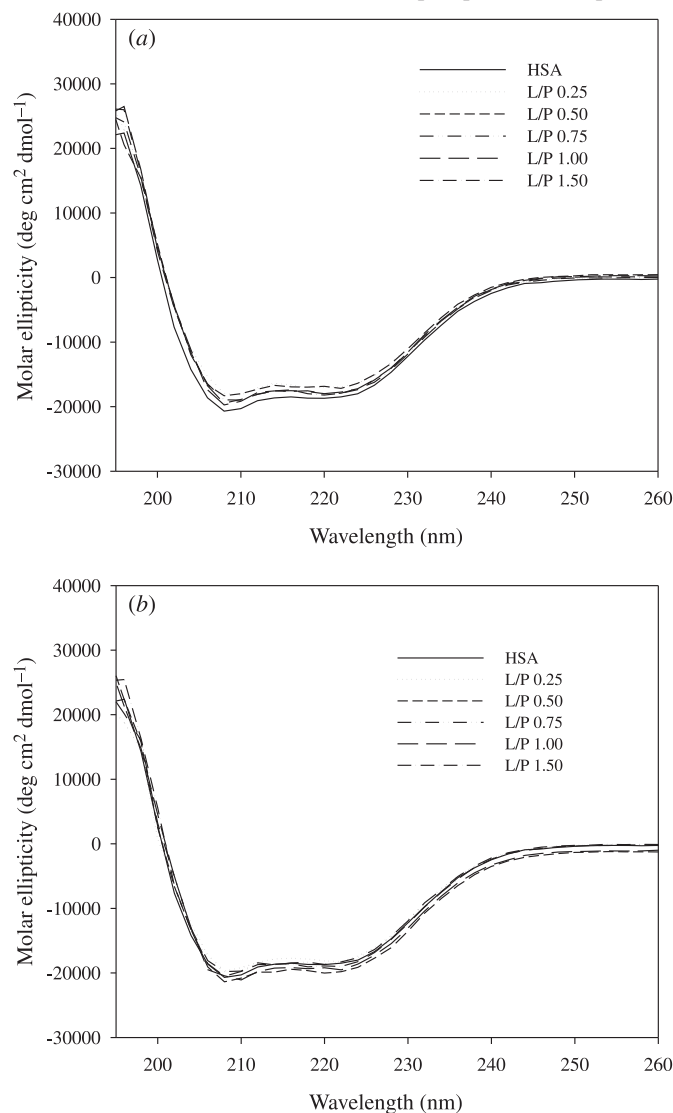 40000
(a)
HSA
L/P 0.25
30000
L/P 0.50
L/P 0.75
20000
L/P 1.00
L/P 1.50
10000
0
-10000
-20000
-30000
Molar ellipticity (deg cm² dmol⁻¹)
200 210 220 230 240 250 260
Wavelength (nm)
40000
(b)
30000
HSA
L/P 0.25
L/P 0.50
20000
L/P 0.75
L/P 1.00
L/P 1.50
10000
0
-10000
-20000
-30000
Molar ellipticity (deg cm² dmol⁻¹)
200 210 220 230 240 250 260
Wavelength (nm)